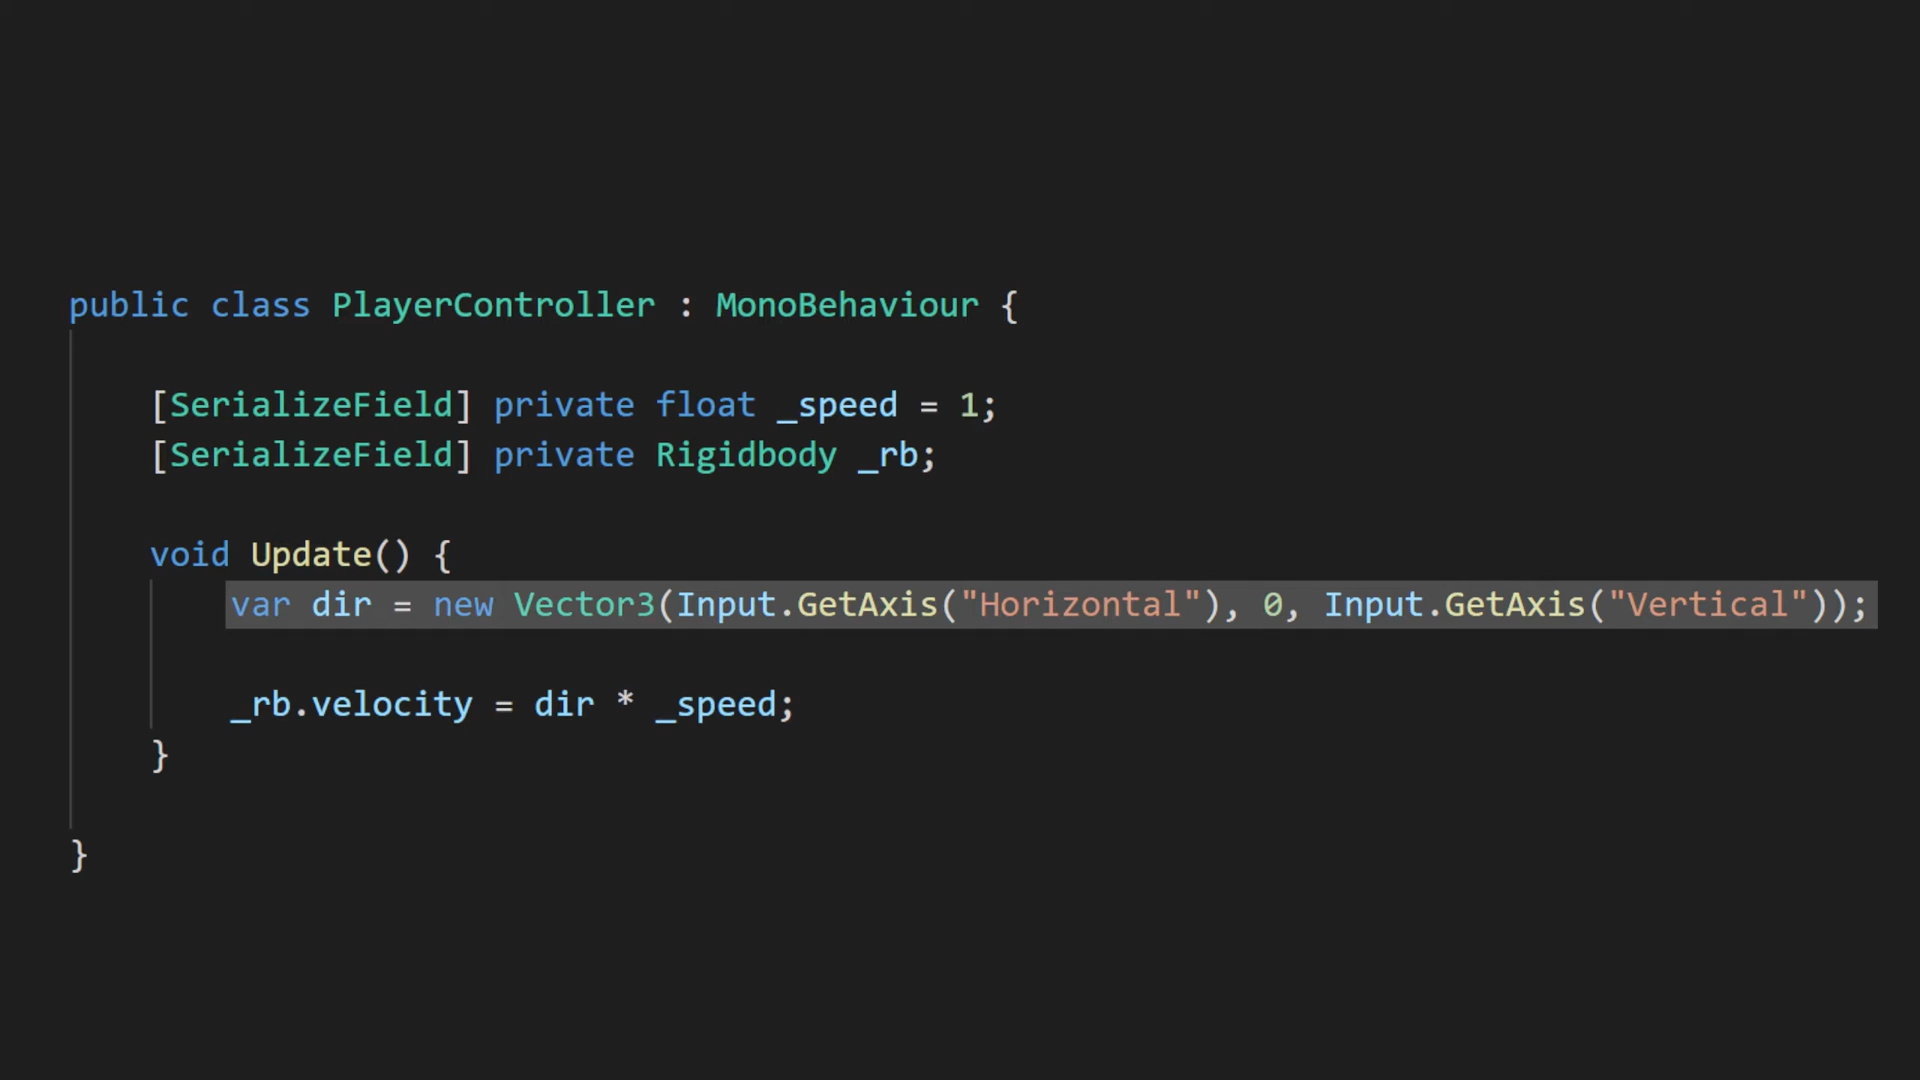 public class PlayerController : MonoBehaviour {
[SerializeField] private float _speed = 1;
[SerializeField] private Rigidbody _rb;
void Update() {
var dir = new Vector3(Input.GetAxis("Horizontal"), 0, Input.GetAxis("Vertical"));
_rb.velocity = dir * _speed;
}
}